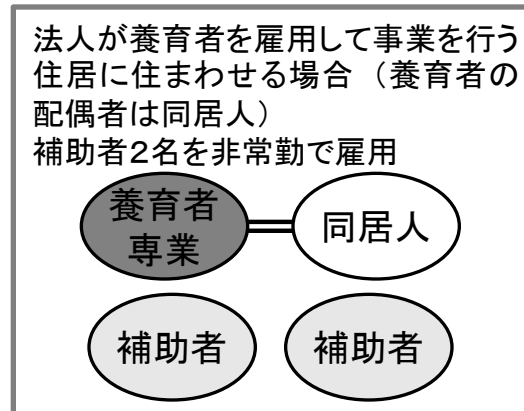 法人が養育者を雇用して事業を行う
住居に住まわせる場合 （養育者の
配偶者は同居人）
補助者２名を非常勤で雇用
養育者
専業
同居人
補助者
補助者